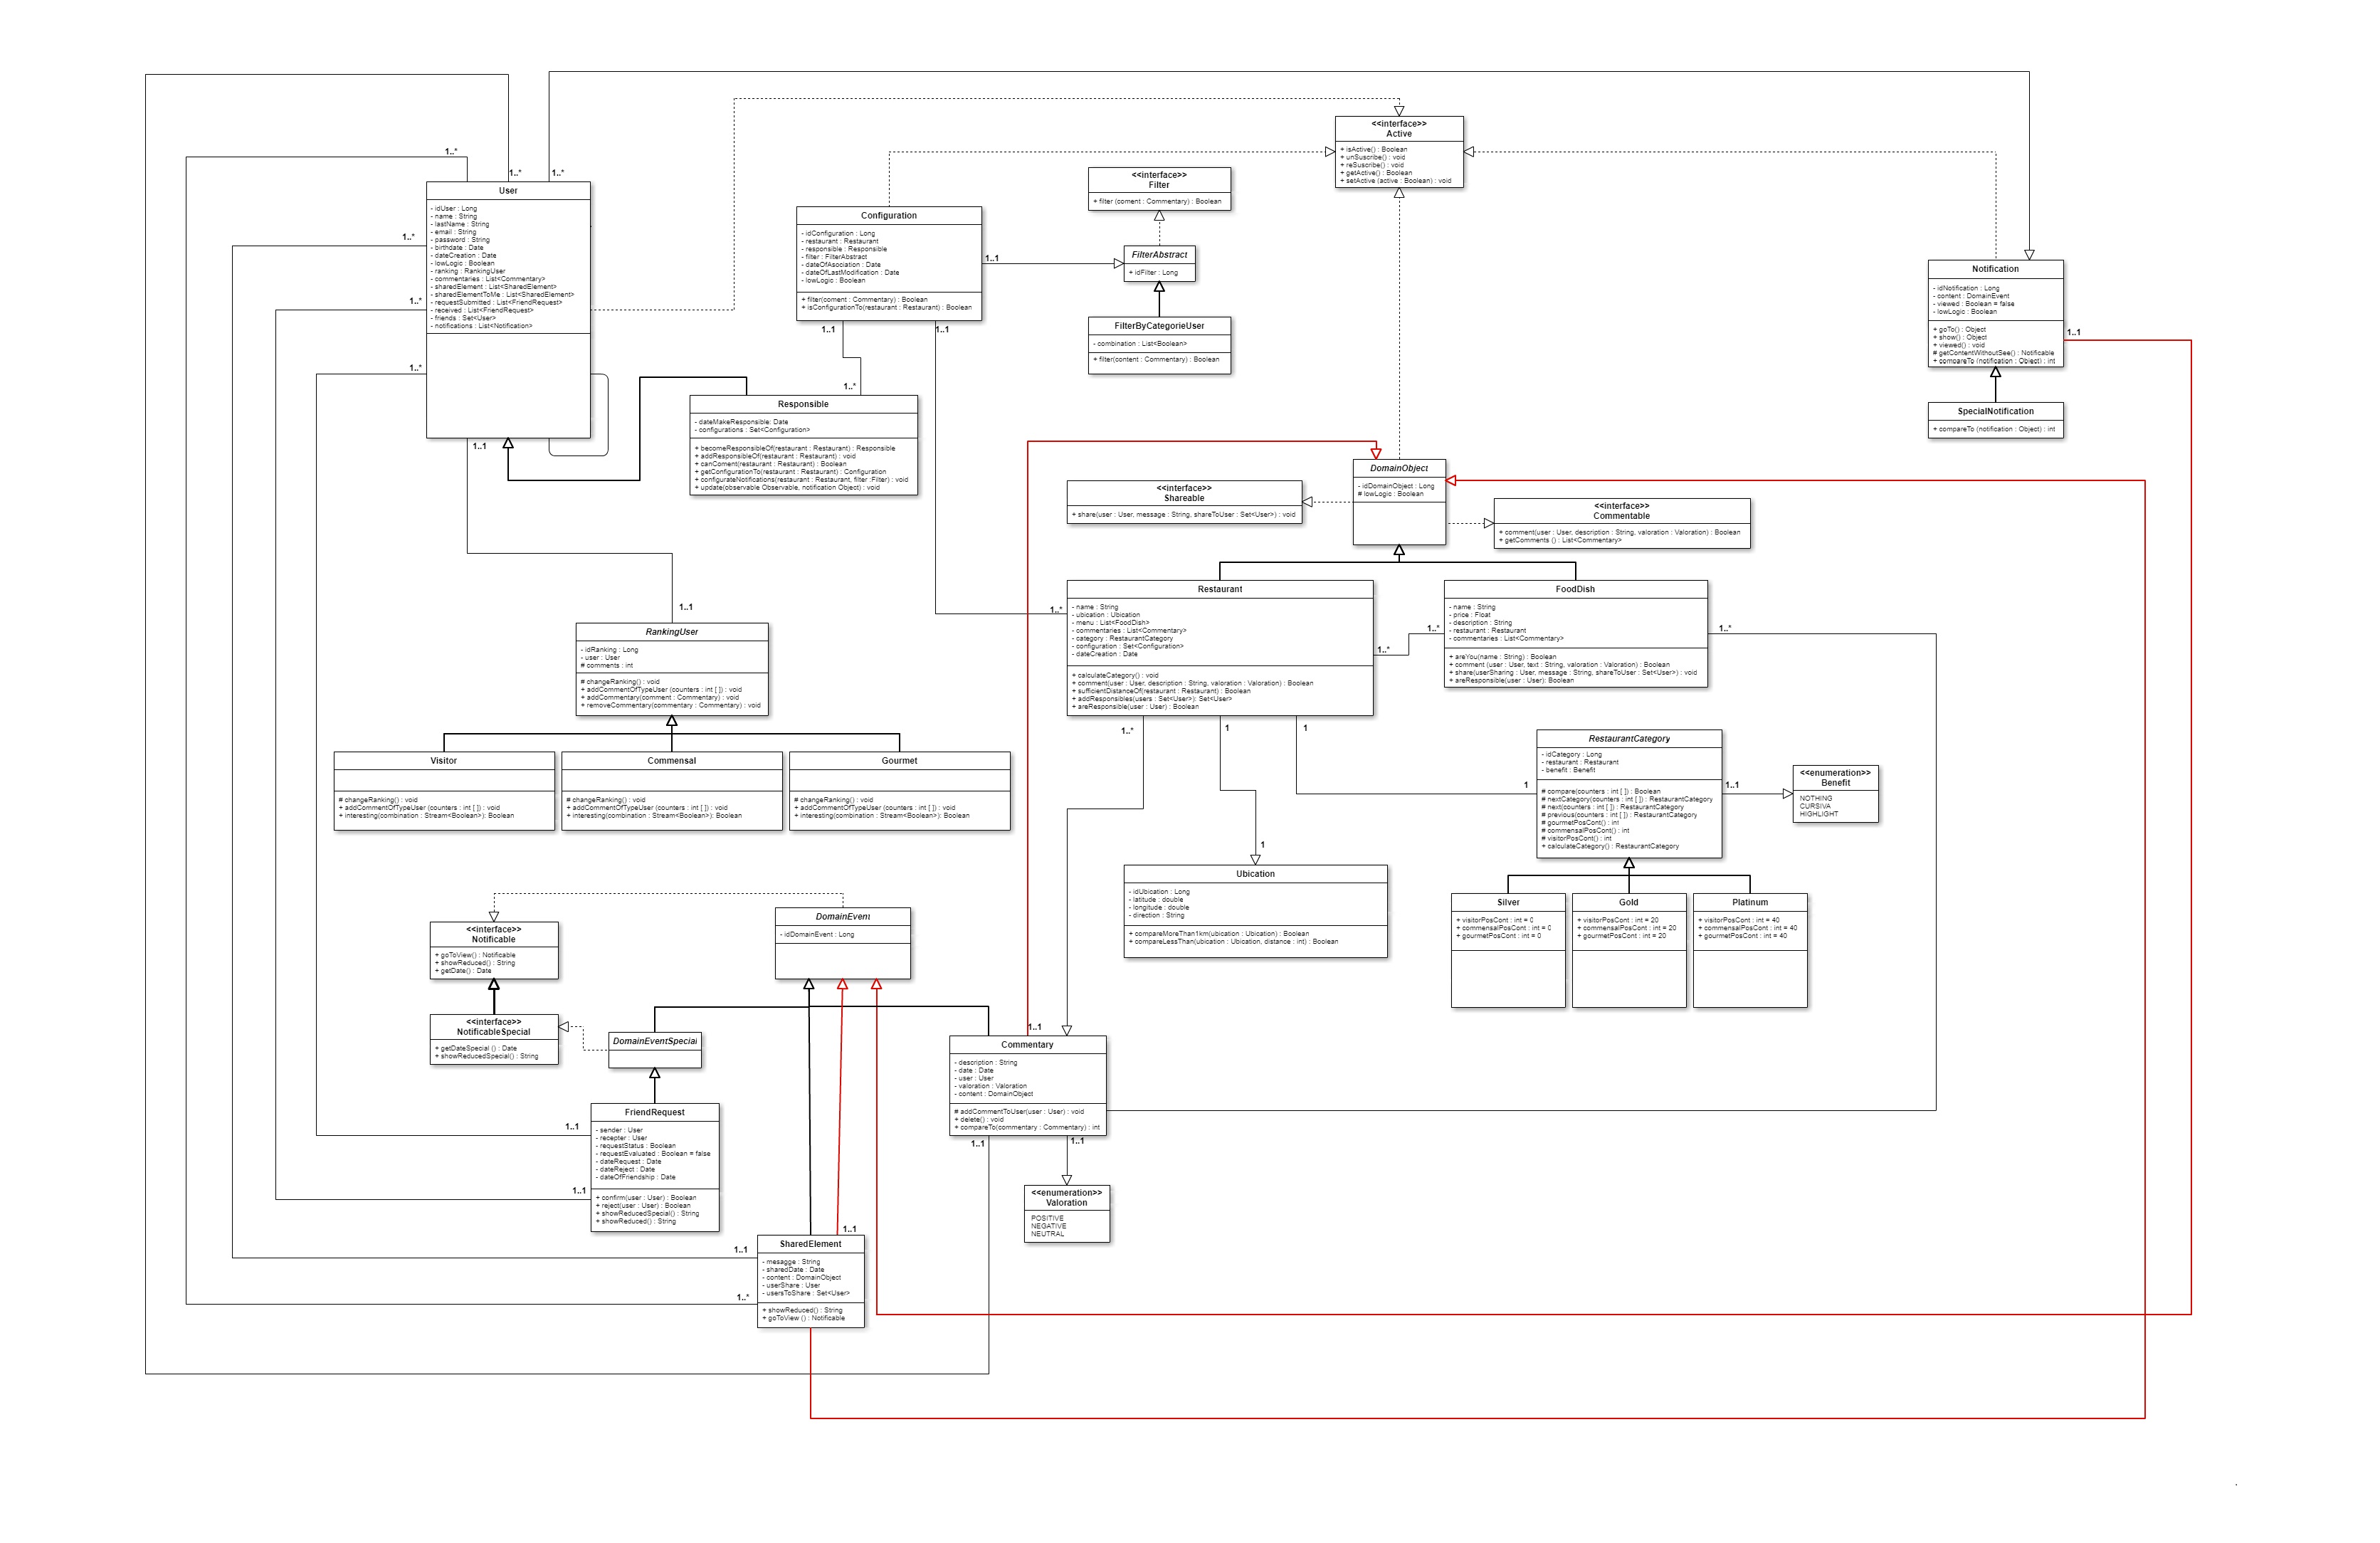 1..*
1..*
1..*
1..*
1..*
1..*
1..1
User
- idUser : Long
- name : String
- lastName : String
- email : String
- password : String
- birthdate : Date
- dateCreation : Date
- lowLogic : Boolean
- ranking : RankingUser
- commentaries : List<Commentary>
- sharedElement : List<SharedElement>
- sharedElementToMe : List<SharedElement>
- requestSubmitted : List<FriendRequest>
- received : List<FriendRequest>
- friends : Set<User>
- notifications : List<Notification>
<<interface>>
Active
+ isActive() : Boolean
+ unSuscribe() : void
+ reSuscribe() : void
+ getActive() : Boolean
+ setActive (active : Boolean) : void
<<interface>>
Filter
+ filter (coment : Commentary) : Boolean
Configuration
- idConfiguration : Long
- restaurant : Restaurant
- responsible : Responsible
- filter : FilterAbstract
- dateOfAsociation : Date
- dateOfLastModification : Date
- lowLogic : Boolean
+ filter(coment : Commentary) : Boolean
+ isConfigurationTo(restaurant : Restaurant) : Boolean
1..1
1..1
1..1
FilterAbstract
+ idFilter : Long
FilterByCategorieUser
- combination : List<Boolean>
+ filter(content : Commentary) : Boolean
Notification
- idNotification : Long
- content : DomainEvent
- viewed : Boolean = false
- lowLogic : Boolean
+ goTo() : Object
+ show() : Object
+ viewed() : void
# getContentWithoutSee() : Notificable
+ compareTo (notification : Object) : int
1..1
SpecialNotification
+ compareTo (notification : Object) : int
1..*
Responsible
- dateMakeResponsible: Date
- configurations : Set<Configuration>
+ becomeResponsibleOf(restaurant : Restaurant) : Responsible
+ addResponsibleOf(restaurant : Restaurant) : void
+ canComent(restaurant : Restaurant) : Boolean
+ getConfigurationTo(restaurant : Restaurant) : Configuration
+ configurateNotifications(restaurant : Restaurant, filter :Filter) : void
+ update(observable Observable, notification Object) : void
DomainObject
- idDomainObject : Long
# lowLogic : Boolean
<<interface>>
Shareable
+ share(user : User, message : String, shareToUser : Set<User>) : void
<<interface>>
Commentable
+ comment(user : User, description : String, valoration : Valoration) : Boolean
+ getComments () : List<Commentary>
1..*
Restaurant
- name : String
- ubication : Ubication
- menu : List<FoodDish>
- commentaries : List<Commentary>
- category : RestaurantCategory
- configuration : Set<Configuration>
- dateCreation : Date
+ calculateCategory() : void
+ comment(user : User, description : String, valoration : Valoration) : Boolean
+ sufficientDistanceOf(restaurant : Restaurant) : Boolean
+ addResponsibles(users : Set<User>): Set<User>
+ areResponsible(user : User) : Boolean
1..*
1..*
FoodDish
- name : String
- price : Float
- description : String
- restaurant : Restaurant
- commentaries : List<Commentary>
+ areYou(name : String) : Boolean
+ comment (user : User, text : String, valoration : Valoration) : Boolean
+ share(userSharing : User, message : String, shareToUser : Set<User>) : void
+ areResponsible(user : User): Boolean
1..*
1..1
RankingUser
- idRanking : Long
- user : User
# comments : int
# changeRanking() : void
+ addCommentOfTypeUser (counters : int [ ]) : void
+ addCommentary(comment : Commentary) : void
+ removeCommentary(commentary : Commentary) : void
Visitor
# changeRanking() : void
+ addCommentOfTypeUser (counters : int [ ]) : void
+ interesting(combination : Stream<Boolean>): Boolean
Commensal
# changeRanking() : void
+ addCommentOfTypeUser (counters : int [ ]) : void
+ interesting(combination : Stream<Boolean>): Boolean
Gourmet
# changeRanking() : void
+ addCommentOfTypeUser (counters : int [ ]) : void
+ interesting(combination : Stream<Boolean>): Boolean
1..*
1
1
1
RestaurantCategory
- idCategory : Long
- restaurant : Restaurant
- benefit : Benefit
# compare(counters : int [ ]) : Boolean
# nextCategory(counters : int [ ]) : RestaurantCategory
# next(counters : int [ ]) : RestaurantCategory
# previous(counters : int [ ]) : RestaurantCategory
# gourmetPosCont() : int
# commensalPosCont() : int
# visitorPosCont() : int
+ calculateCategory() : RestaurantCategory
1..1
<<enumeration>>
Benefit
NOTHING
CURSIVA
HIGHLIGHT
1
Ubication
- idUbication : Long
- latitude : double
- longitude : double
- direction : String
+ compareMoreThan1km(ubication : Ubication) : Boolean
+ compareLessThan(ubication : Ubication, distance : int) : Boolean
Silver
+ visitorPosCont : int = 0
+ commensalPosCont : int = 0
+ gourmetPosCont : int = 0
Gold
+ visitorPosCont : int = 20
+ commensalPosCont : int = 20
+ gourmetPosCont : int = 20
Platinum
+ visitorPosCont : int = 40
+ commensalPosCont : int = 40
+ gourmetPosCont : int = 40
<<interface>>
Notificable
+ goToView() : Notificable
+ showReduced() : String
+ getDate() : Date
DomainEvent
- idDomainEvent : Long
<<interface>>
NotificableSpecial
+ getDateSpecial () : Date
+ showReducedSpecial() : String
DomainEventSpecial
1..1
Commentary
- description : String
- date : Date
- user : User
- valoration : Valoration
- content : DomainObject
# addCommentToUser(user : User) : void
+ delete() : void
+ compareTo(commentary : Commentary) : int
1..1
1..1
<<enumeration>>
Valoration
POSITIVE
NEGATIVE
NEUTRAL
FriendRequest
- sender : User
- recepter : User
- requestStatus : Boolean
- requestEvaluated : Boolean = false
- dateRequest : Date
- dateReject : Date
- dateOfFriendship : Date
+ confirm(user : User) : Boolean
+ reject(user : User) : Boolean
+ showReducedSpecial() : String
+ showReduced() : String
1..1
1..1
1..1
1..1
1..*
SharedElement
- mesagge : String
- sharedDate : Date
- content : DomainObject
- userShare : User
- usersToShare : Set<User>
+ showReduced() : String
+ goToView () : Notificable